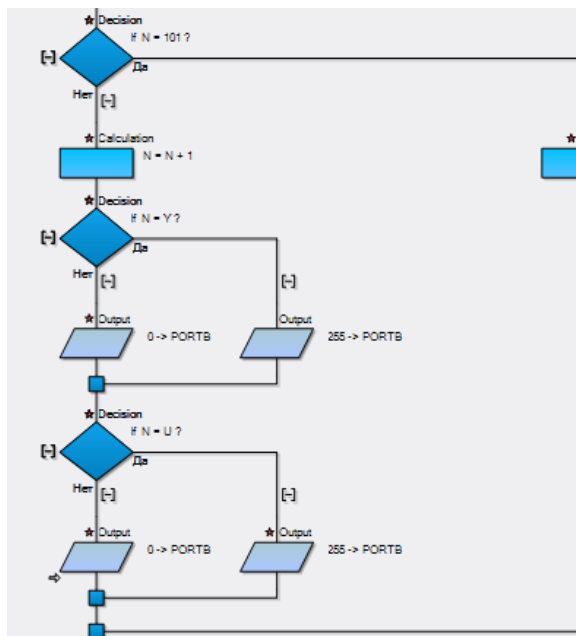 Decision
If N = 101 ?
[-]
Да
Нет
[-]
Calculation
N = N + 1
Decision
If N = Y ?
[-]
Да
Нет
[-]
[-]
Output
0 -> PORTB
Output
255 -> PORTB
Decision
If N = U ?
[-]
Да
Нет
[-]
[-]
Output
0 -> PORTB
Output
255 -> PORTB